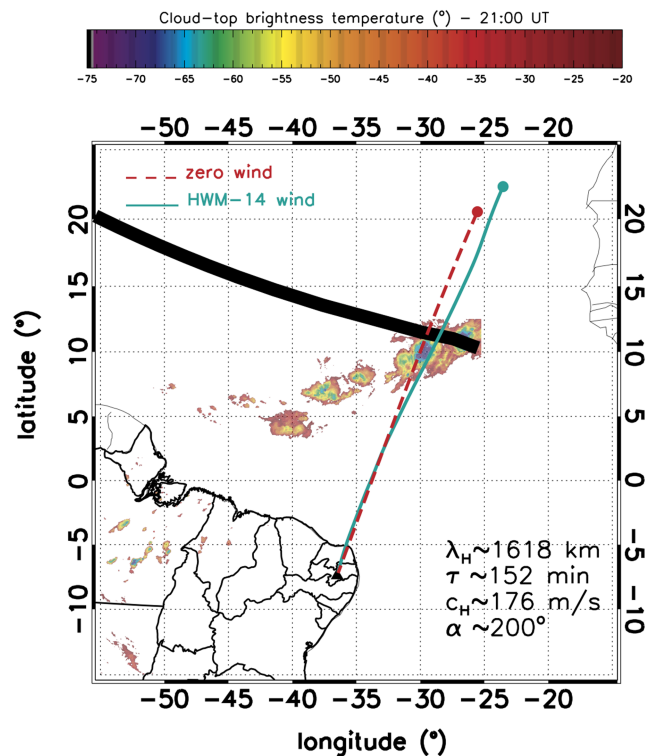 Cloud-top brightness temperature (°) - 21:00 UT
-75 -70 -65 -60 -55 -50 -45 -40 -35 -30 -25 -20
-50 -45 -40 -35 -30 -25 -20
zero wind
HWM-14 wind
20 20
15 15
10 10
5 5
0 0
-5 -5
-10 -10
latitude (°)
λH~1618 km
τ ~152 min
cH~176 m/s
α ~200°
-50 -45 -40 -35 -30 -25 -20
longitude (°)